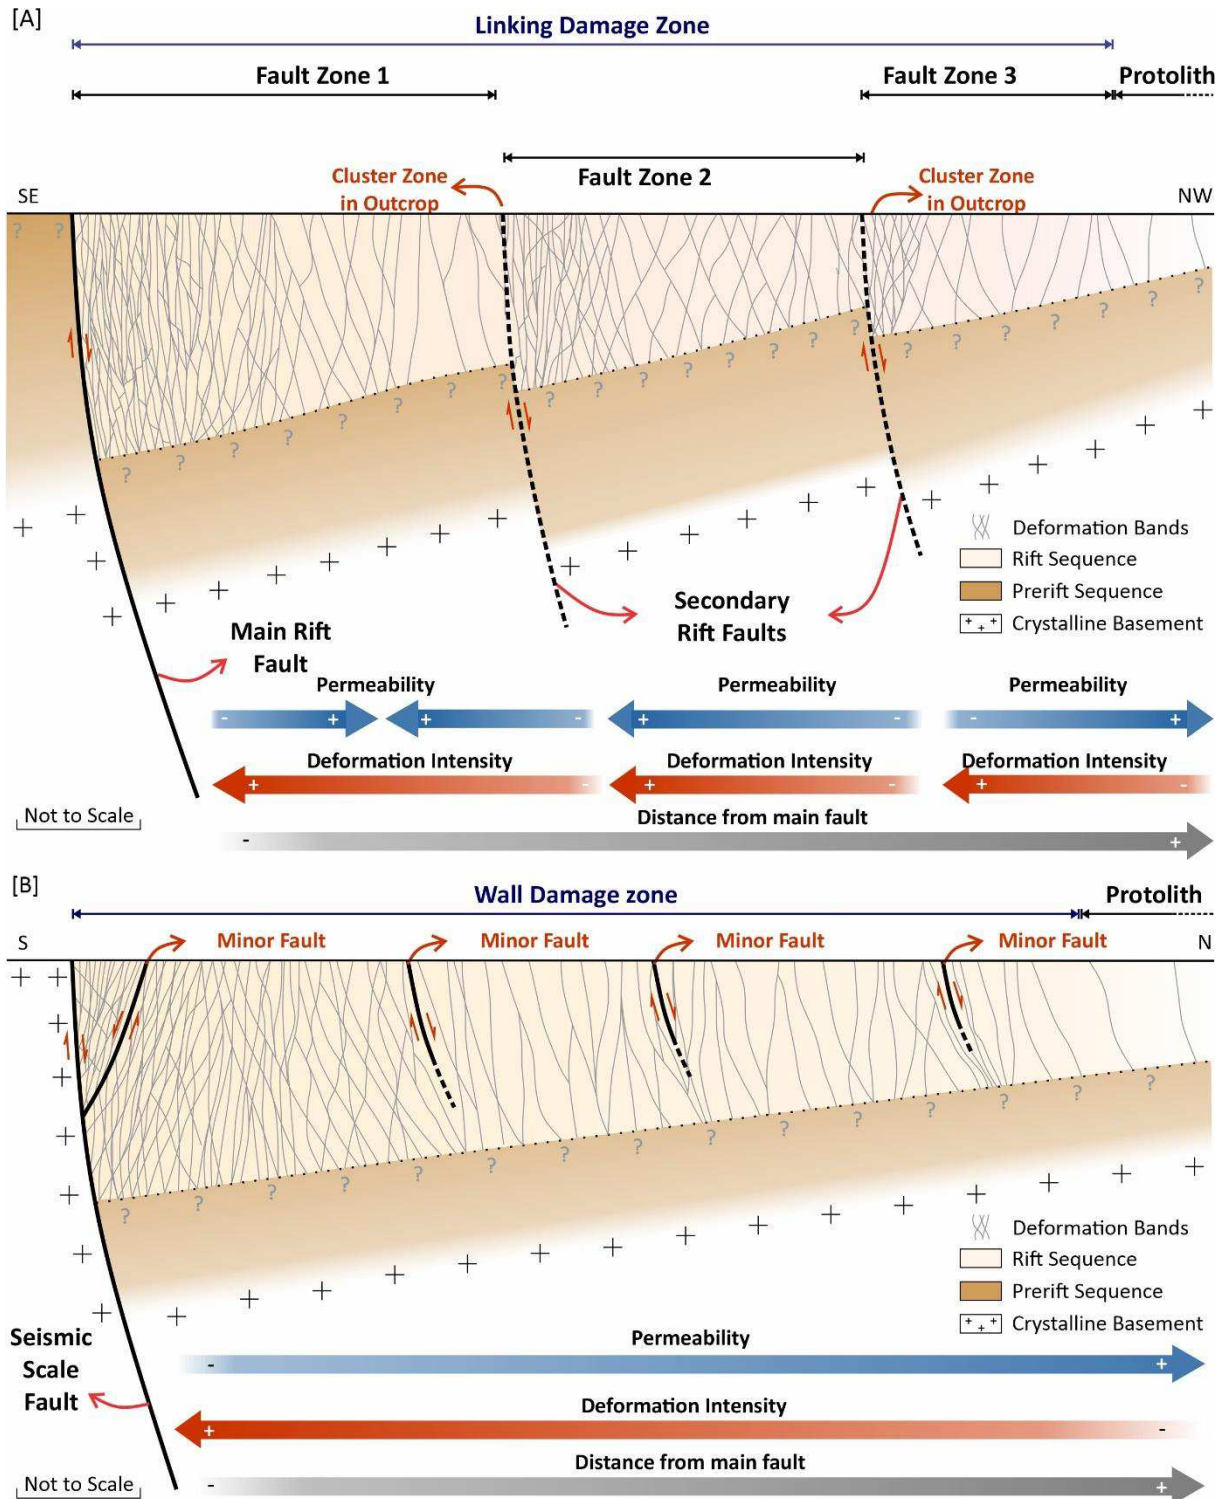 [A]
Linking Damage Zone
Fault Zone 1
Fault Zone 3
Protolith
Fault Zone 2
Cluster Zone
in Outcrop
Cluster Zone
in Outcrop
SE
NW
? ?
? ? ? ? ? ? ? ?
? ? ? ? ? ? ?
? ? ? ? ? ? ?
Deformation Bands
Rift Sequence
Prerift Sequence
Crystalline Basement
Main Rift
Fault
Secondary
Rift Faults
Permeability
Permeability
Permeability
- + + -
+ -
- +
Deformation Intensity
Deformation Intensity
Deformation Intensity
+ -
+ -
+ -
Distance from main fault
- +
Not to Scale
[B]
Wall Damage zone
Protolith
S
Minor Fault
Minor Fault
Minor Fault
Minor Fault
N
? ? ? ? ? ? ? ? ? ? ? ? ? ? ?
Deformation Bands
Rift Sequence
Prerift Sequence
Crystalline Basement
Seismic
Scale
Fault
Permeability
- +
Deformation Intensity
+ -
Distance from main fault
- +
Not to Scale